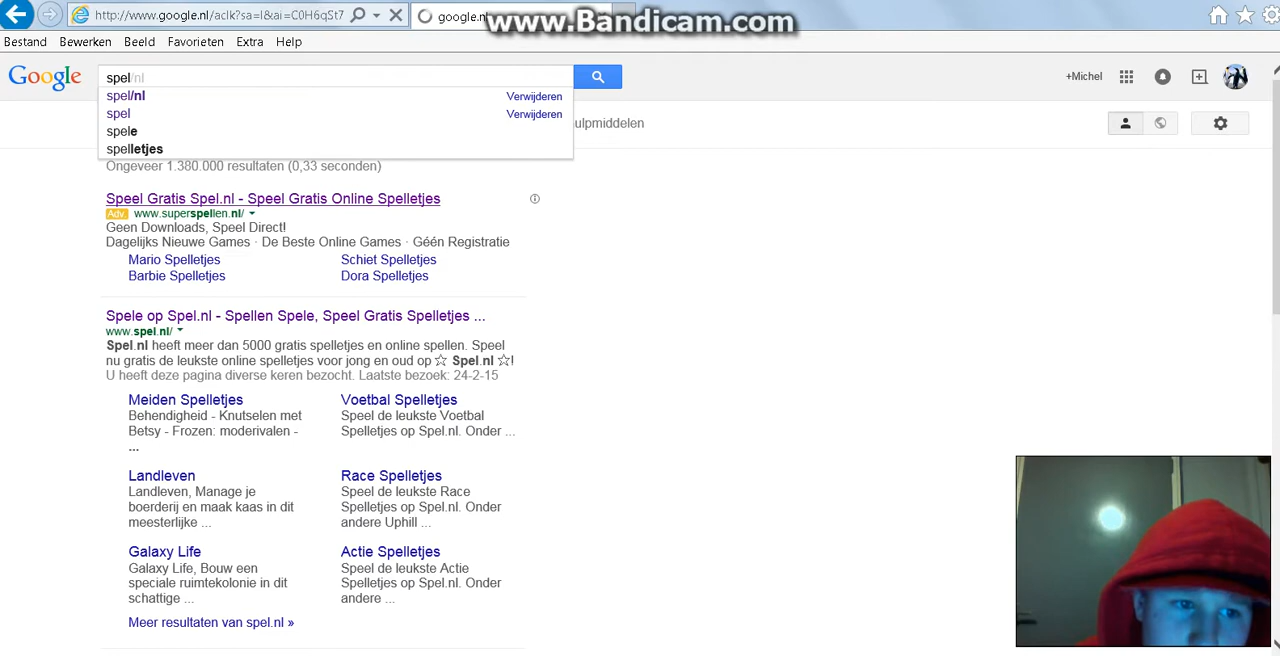 http://www.google.nl/aclk?sa=l&ai=C0H6qSt7
google.nl
www.Bandicam.com
Bestand Bewerken Beeld Favorieten Extra Help
Google
spel/nl
+Michel
spel/nl Verwijderen
spel Verwijderen
spele
spelletjes
ulpmiddelen
Ongeveer 1.380.000 resultaten (0,33 seconden)
Speel Gratis Spel.nl - Speel Gratis Online Spelletjes
Adv. www.superspellen.nl/
Geen Downloads, Speel Direct!
Dagelijks Nieuwe Games · De Beste Online Games · Géén Registratie
Mario Spelletjes Schiet Spelletjes
Barbie Spelletjes Dora Spelletjes
Spele op Spel.nl - Spellen Spele, Speel Gratis Spelletjes ...
www.spel.nl/
Spel.nl heeft meer dan 5000 gratis spelletjes en online spellen. Speel
nu gratis de leukste online spelletjes voor jong en oud op ☆ Spel.nl ☆!
U heeft deze pagina diverse keren bezocht. Laatste bezoek: 24-2-15
Meiden Spelletjes
Behendigheid - Knutselen met
Betsy - Frozen: moderivalen -
...
Voetbal Spelletjes
Speel de leukste Voetbal
Spelletjes op Spel.nl. Onder ...
Landleven
Landleven, Manage je
boerderij en maak kaas in dit
meesterlijke ...
Race Spelletjes
Speel de leukste Race
Spelletjes op Spel.nl. Onder
andere Uphill ...
Galaxy Life
Galaxy Life, Bouw een
speciale ruimtekolonie in dit
schattige ...
Actie Spelletjes
Speel de leukste Actie
Spelletjes op Spel.nl. Onder
andere ...
Meer resultaten van spel.nl »